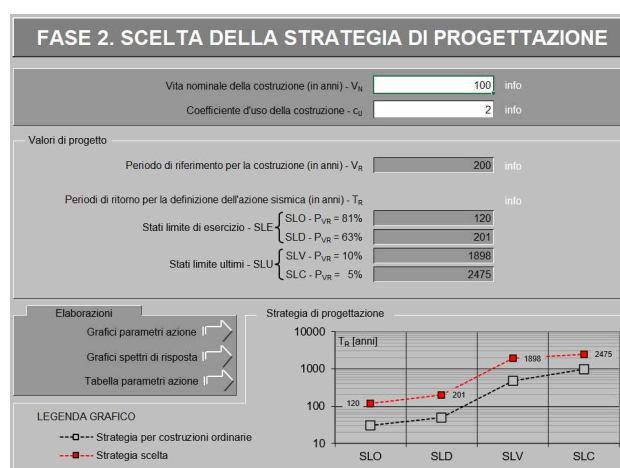 FASE 2. SCELTA DELLA STRATEGIA DI PROGETTAZIONE
Vita nominale della costruzione (in anni) - VN 100 info
Coefficiente d'uso della costruzione - cU 2 info
Valori di progetto
Periodo di riferimento per la costruzione (in anni) - VR 200 info
Periodi di ritorno per la definizione dell'azione sismica (in anni) - TR info
Stati limite di esercizio - SLE
SLO - PVR = 81% 120
SLD - PVR = 63% 201
Stati limite ultimi - SLU
SLV - PVR = 10% 1898
SLC - PVR = 5% 2475
Elaborazioni
Grafici parametri azione
Grafici spettri di risposta
Tabella parametri azione
LEGENDA GRAFICO
Strategia per costruzioni ordinarie
Strategia scelta
Strategia di progettazione
TR [anni]
10000
1000
100
10
120
201
1898
2475
SLO SLD SLV SLC